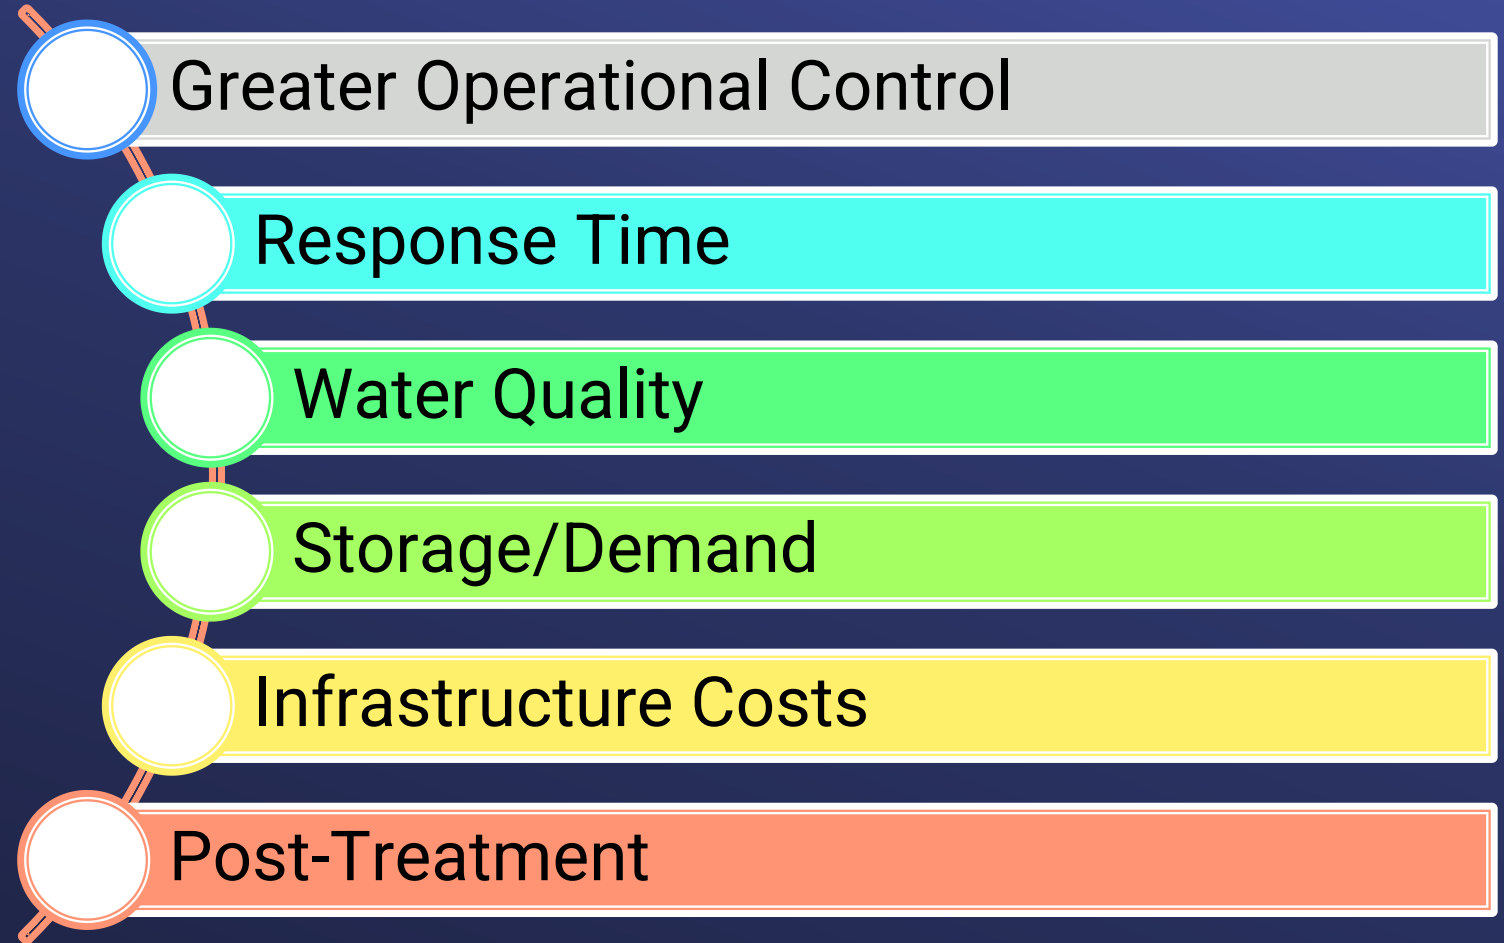 Greater Operational Control
Response Time
Water Quality
Storage/Demand
Infrastructure Costs
Post-Treatment